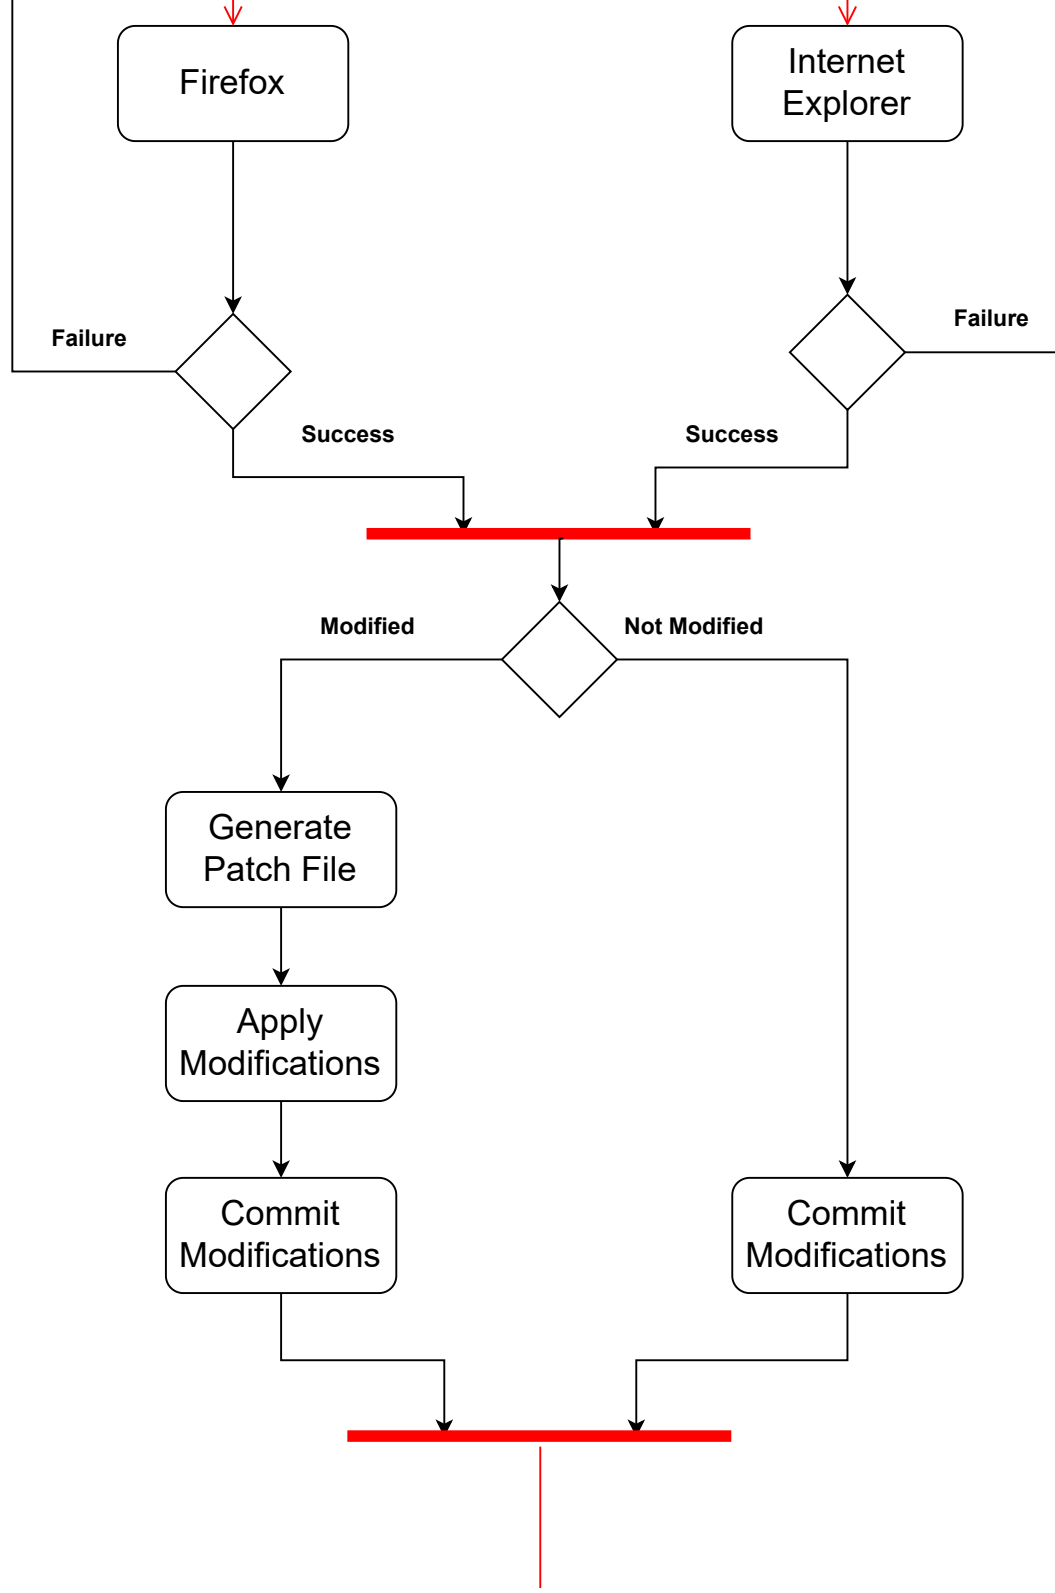 Firefox
Internet
Explorer
Failure
Failure
Success
Success
Modified
Not Modified
Generate
Patch File
Apply
Modifications
Commit
Modifications
Commit
Modifications